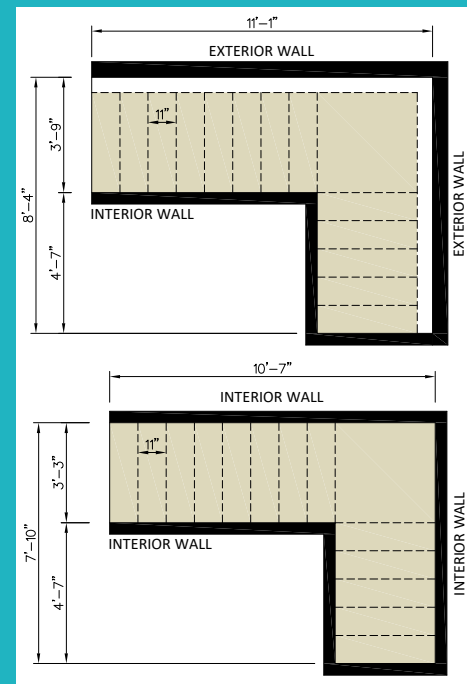 11'-1"
EXTERIOR WALL
11"
3'-9"
8'-4"
INTERIOR WALL
4'-7"
EXTERIOR WALL
10'-7"
INTERIOR WALL
11"
3'-3"
7'-10"
INTERIOR WALL
4'-7"
INTERIOR WALL